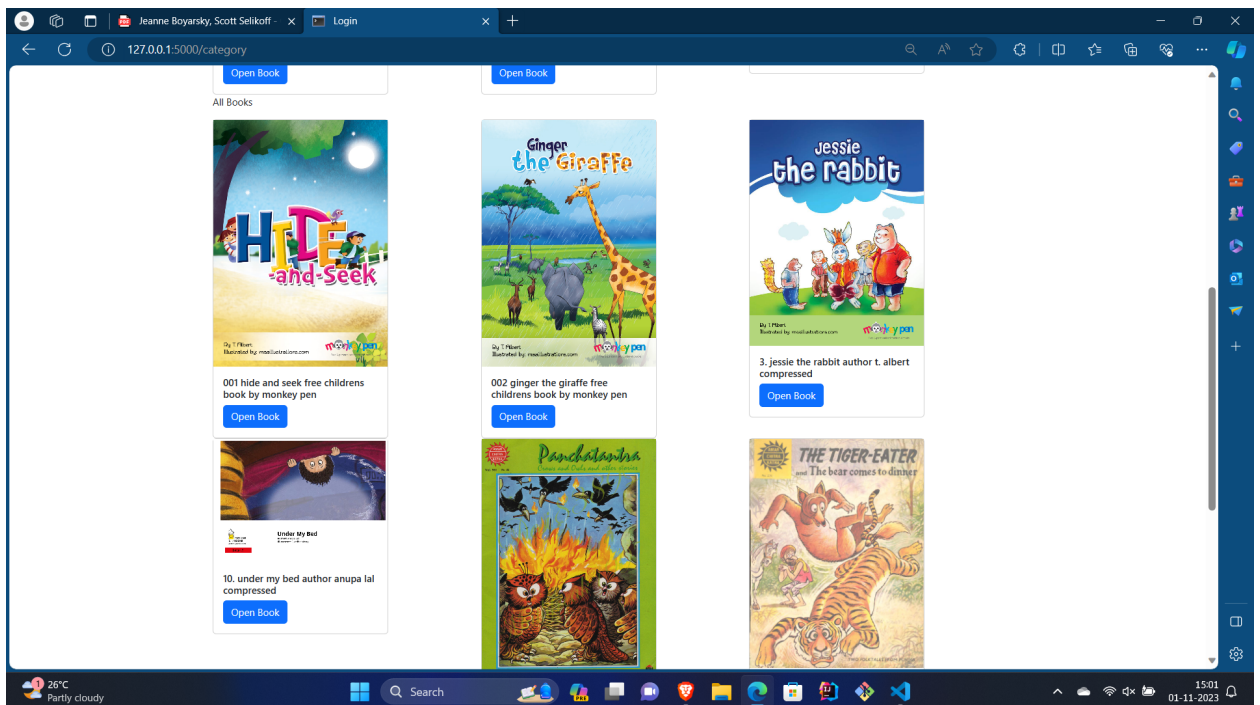 Jeanne Boyarsky, Scott Selikoff -
Login
127.0.0.1:5000/category
Open Book
Open Book
All Books
HIDE
-and-Seek
By T. Albert
Illustrated by: maaillustrations.com
monkey pen
Ginger
the Giraffe
By T. Albert
Illustrated by: maaillustrations.com
monkey pen
Jessie
the rabbit
By T. Albert
Illustrated by: maaillustrations.com
monkey pen
001 hide and seek free childrens
book by monkey pen
Open Book
002 ginger the giraffe free
childrens book by monkey pen
Open Book
3. jessie the rabbit author t. albert
compressed
Open Book
Under My Bed
10. under my bed author anupa lal
compressed
Open Book
Panchatantra
Crows and Owls and other stories
THE TIGER-EATER
and The bear comes to dinner
1
26°C
Partly cloudy
Search
PRE
15:01
01-11-2023